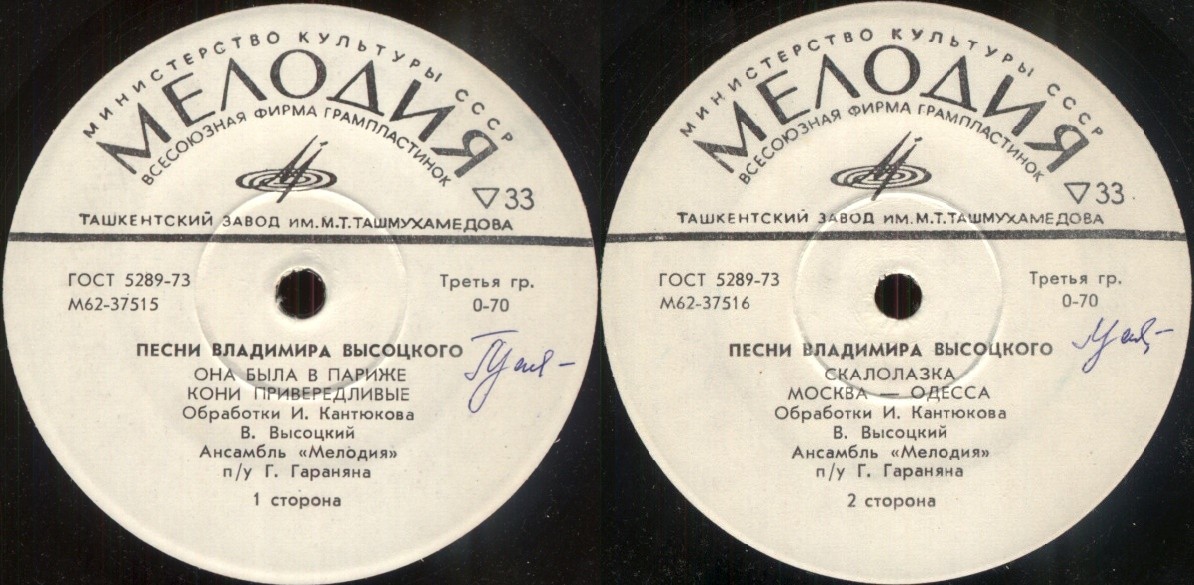 МИНИСТЕРСТВО КУЛЬТУРЫ СССР
МЕЛОДИЯ
ВСЕСОЮЗНАЯ ФИРМА ГРАМПЛАСТИНОК
▽33
ТАШКЕНТСКИЙ ЗАВОД ИМ.М.Т.ТАШМУХАМЕДОВА
ГОСТ 5289-73
М62-37515
Третья гр.
0-70
ПЕСНИ ВЛАДИМИРА ВЫСОЦКОГО
ОНА БЫЛА В ПАРИЖЕ
КОНИ ПРИВЕРЕДЛИВЫЕ
Обработки И. Кантюкова
В. Высоцкий
Ансамбль «Мелодия»
п/у Г. Гараняна
1 сторона
МИНИСТЕРСТВО КУЛЬТУРЫ СССР
МЕЛОДИЯ
ВСЕСОЮЗНАЯ ФИРМА ГРАМПЛАСТИНОК
▽33
ТАШКЕНТСКИЙ ЗАВОД ИМ.М.Т.ТАШМУХАМЕДОВА
ГОСТ 5289-73
М62-37516
Третья гр.
0-70
ПЕСНИ ВЛАДИМИРА ВЫСОЦКОГО
СКАЛОЛАЗКА
МОСКВА — ОДЕССА
Обработки И. Кантюкова
В. Высоцкий
Ансамбль «Мелодия»
п/у Г. Гараняна
2 сторона